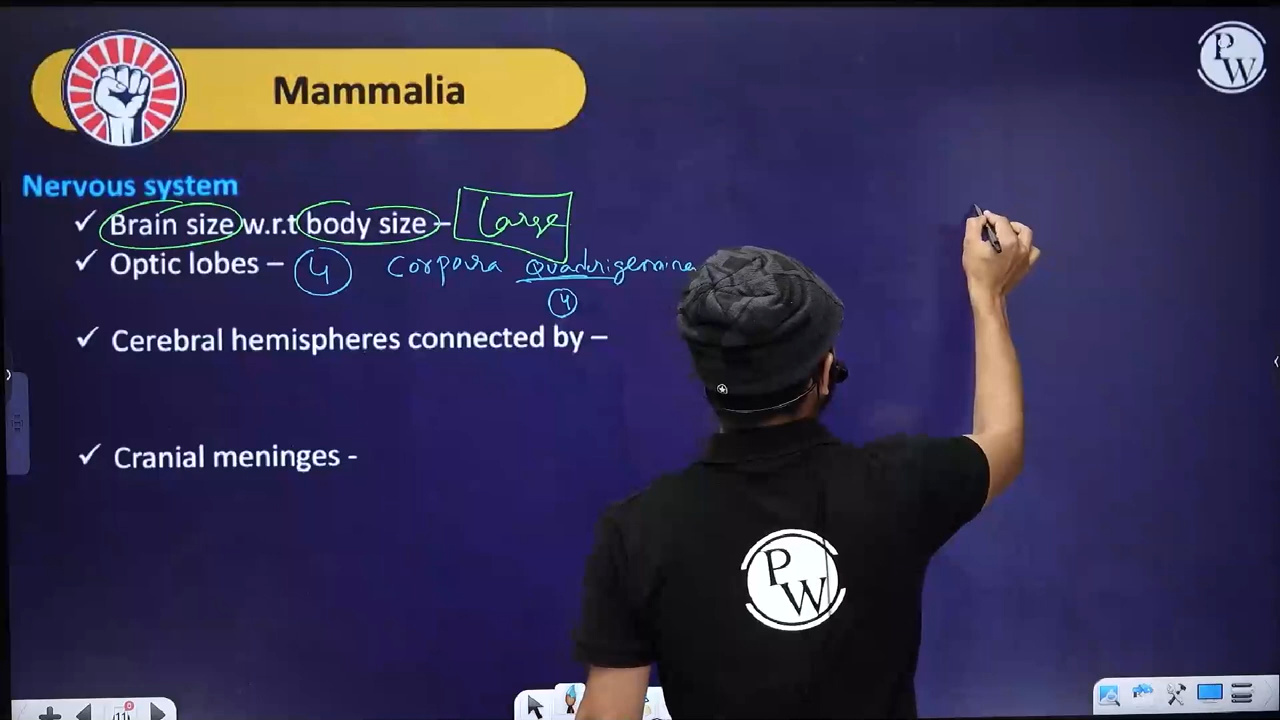 Mammalia
PW
Nervous system
✓ Brain size w.r.t body size – Large
✓ Optic lobes – 4 Corpora Quadrigemina
4
✓ Cerebral hemispheres connected by –
✓ Cranial meninges -
PW
11